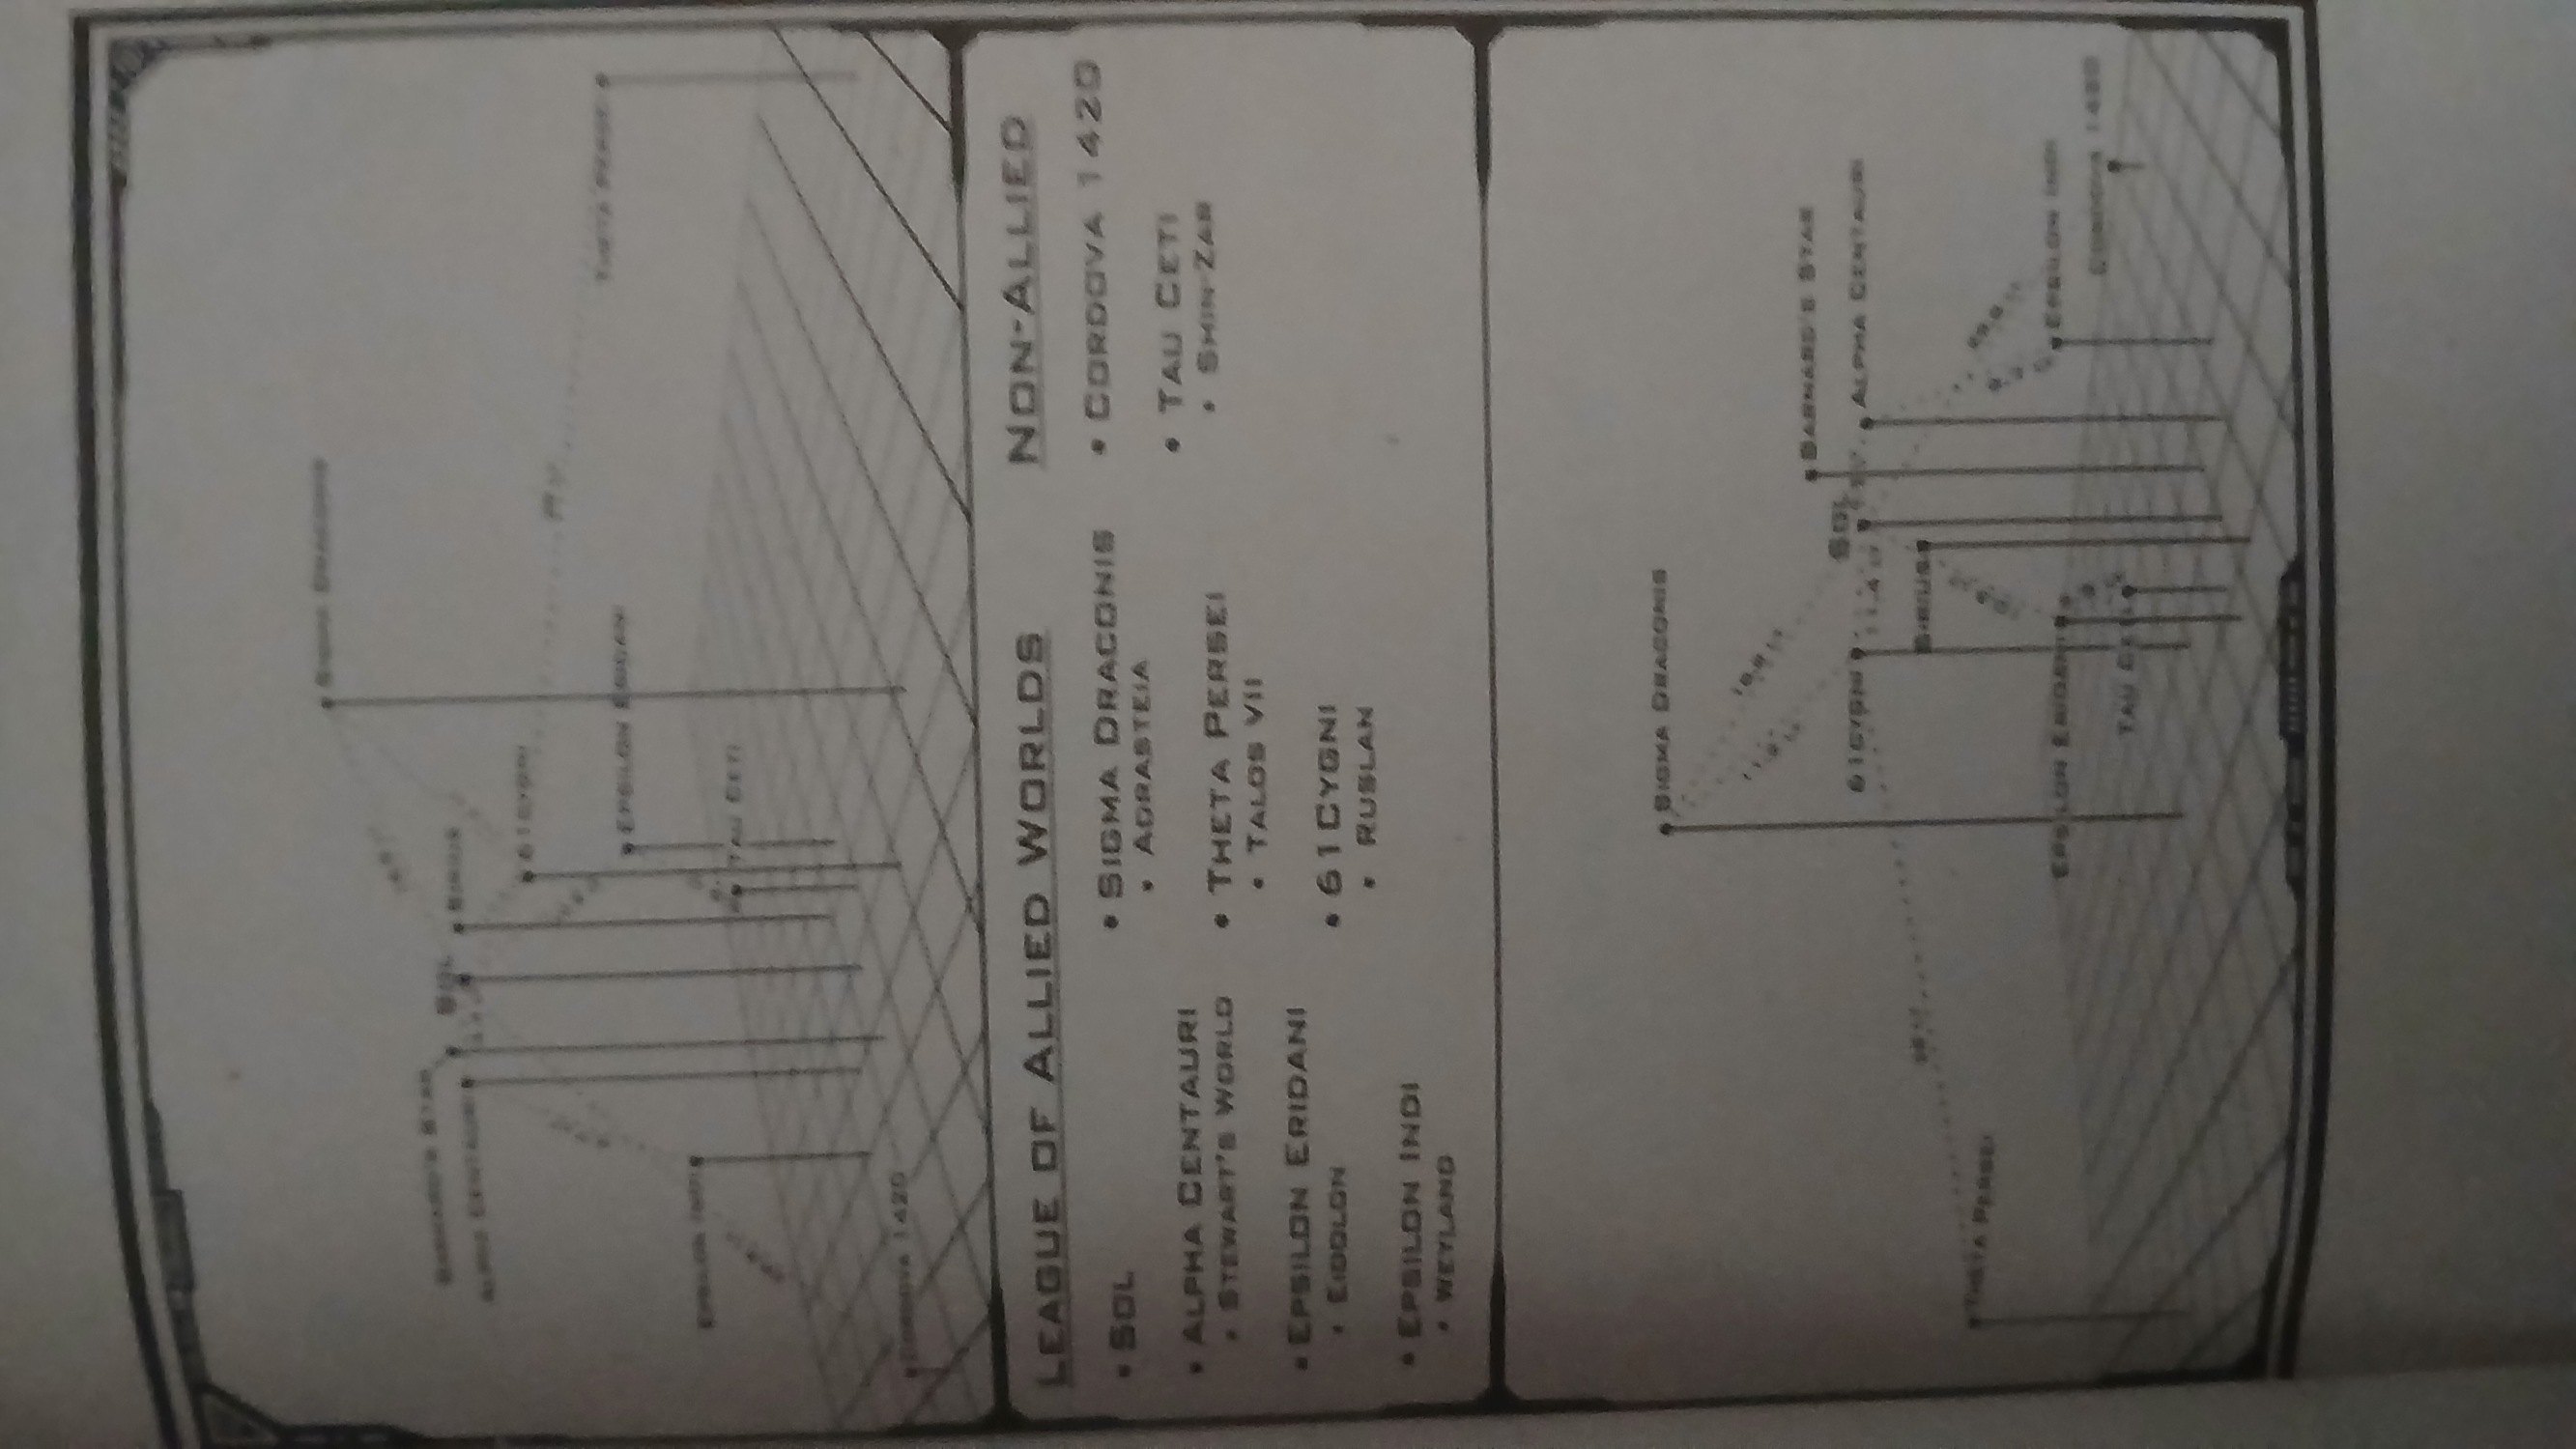 Sigma Draconis
Barnard's Star
Sol
Sirius
Alpha Centauri
61 Cygni
Theta Persei
Epsilon Eridani
Epsilon Indi
Tau Ceti
Cordova 1420
League of Allied Worlds
• Sol
• Alpha Centauri
• Stewart's World
• Epsilon Eridani
• Eidolon
• Epsilon Indi
• Weyland
• Sigma Draconis
• Adrasteia
• Theta Persei
• Talos VII
• 61 Cygni
• Ruslan
Non-Allied
• Cordova 1420
• Tau Ceti
• Shin-Zar
Sigma Draconis
Barnard's Star
Sol
61 Cygni
11.4 ly
Alpha Centauri
Sirius
Theta Persei
Epsilon Eridani
Epsilon Indi
Cordova 1420
Tau Ceti